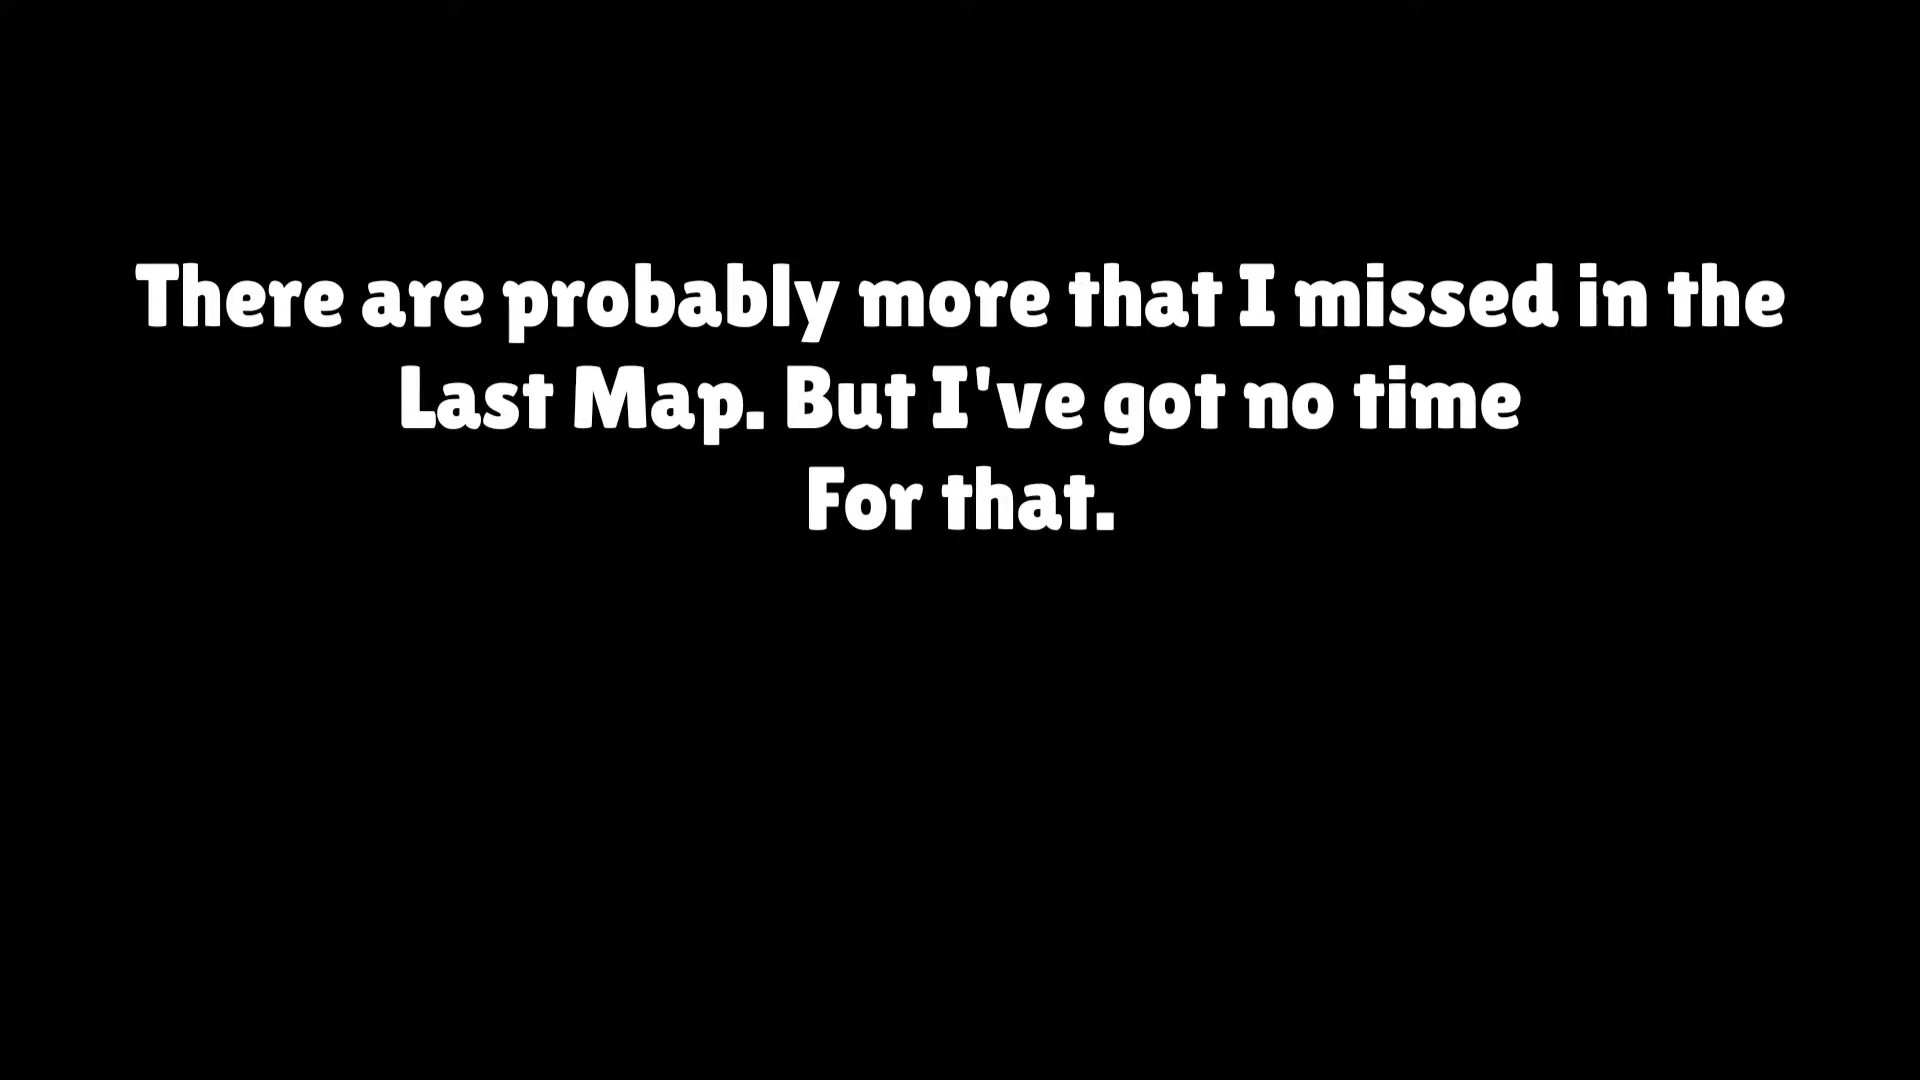 There are probably more that I missed in the
Last Map. But I've got no time
For that.